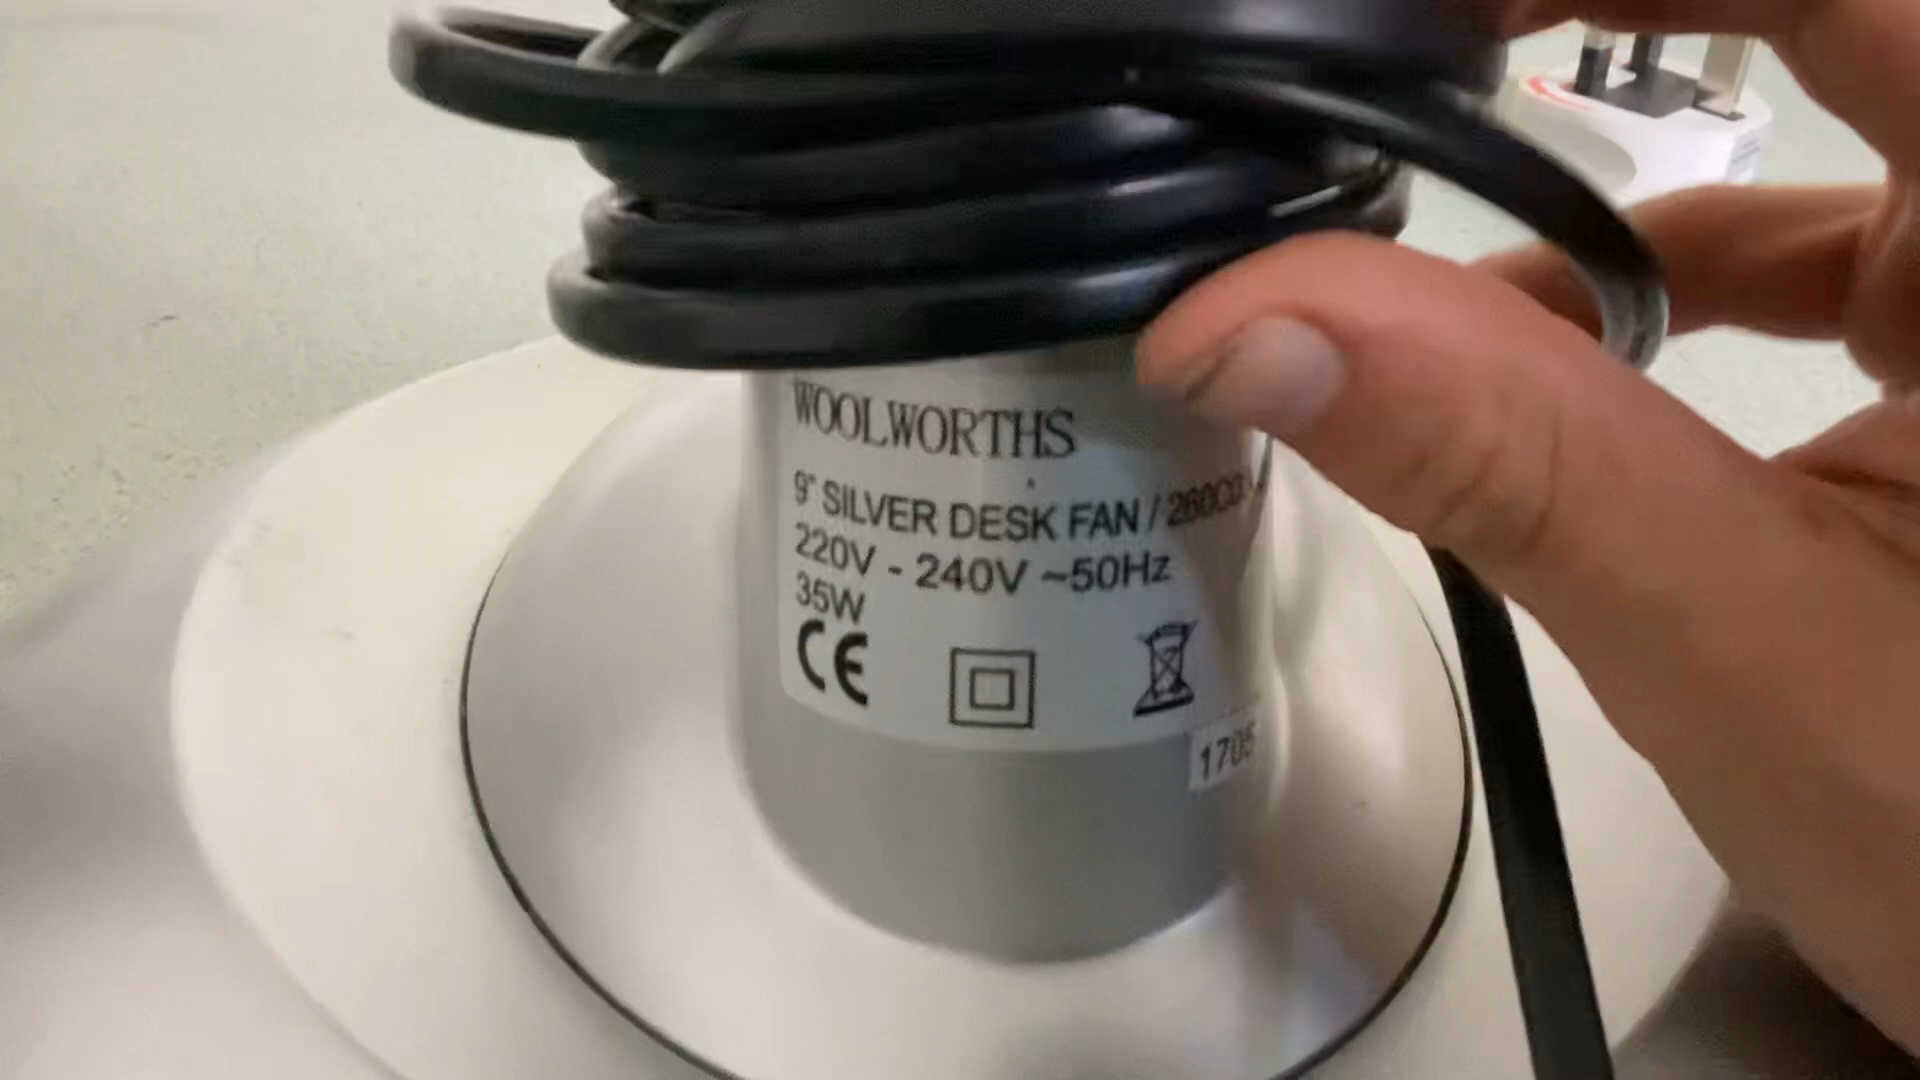 WOOLWORTHS
9" SILVER DESK FAN /
220V - 240V ~50Hz
35W
CE
1705